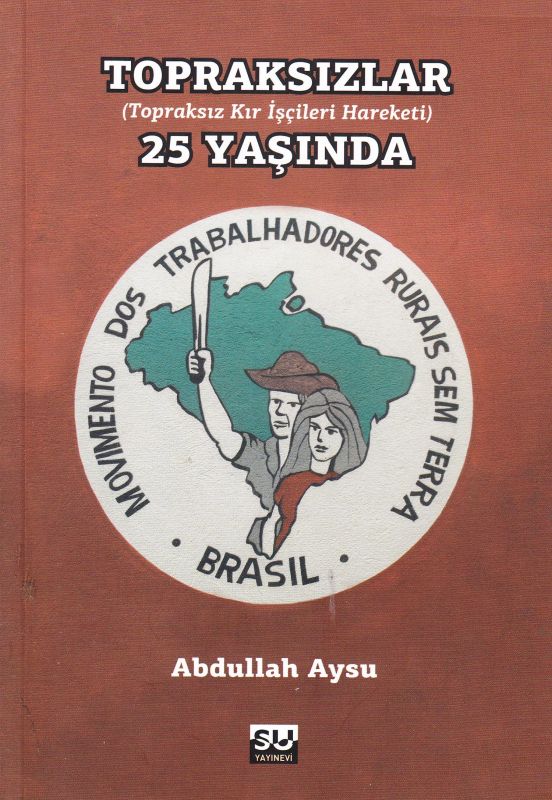 TOPRAKSIZLAR
(Topraksız Kır İşçileri Hareketi)
25 YAŞINDA
MOVIMENTO DOS TRABALHADORES RURAIS SEM TERRA
• BRASIL •
Abdullah Aysu
SU
YAYINEVİ